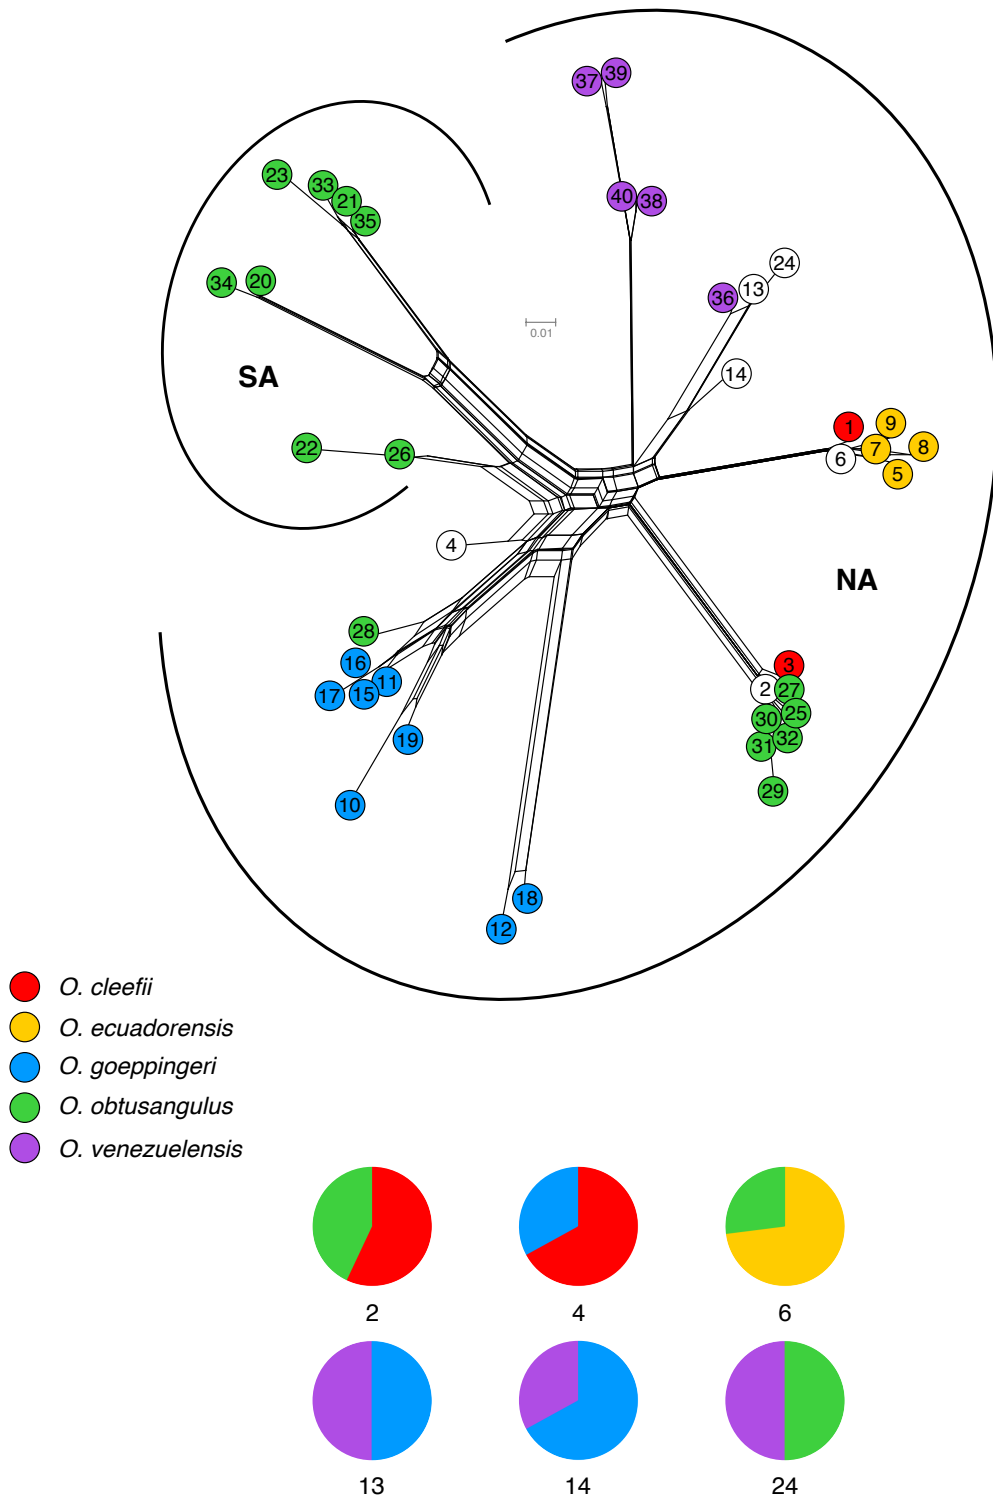 37 39
23 33 21 35
40 38
34 20
24
13
36
0.01
14
SA
1 9
22 26
6 7 8
5
4
NA
28
16
17 15 11
3
2 27
30 25
31 32
19
29
10
18
12
O. cleefii
O. ecuadorensis
O. goeppingeri
O. obtusangulus
O. venezuelensis
2 4 6
13 14 24